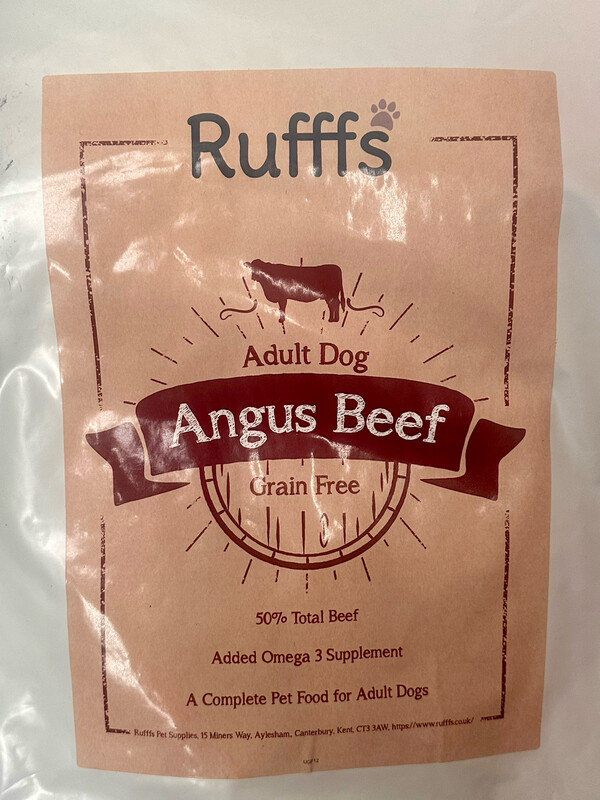 Rufffs
Adult Dog
Angus Beef
Grain Free
50% Total Beef
Added Omega 3 Supplement
A Complete Pet Food for Adult Dogs
Rufffs Pet Supplies, 15 Miners Way, Aylesham, Canterbury, Kent, CT3 3AW, https://www.rufffs.co.uk/